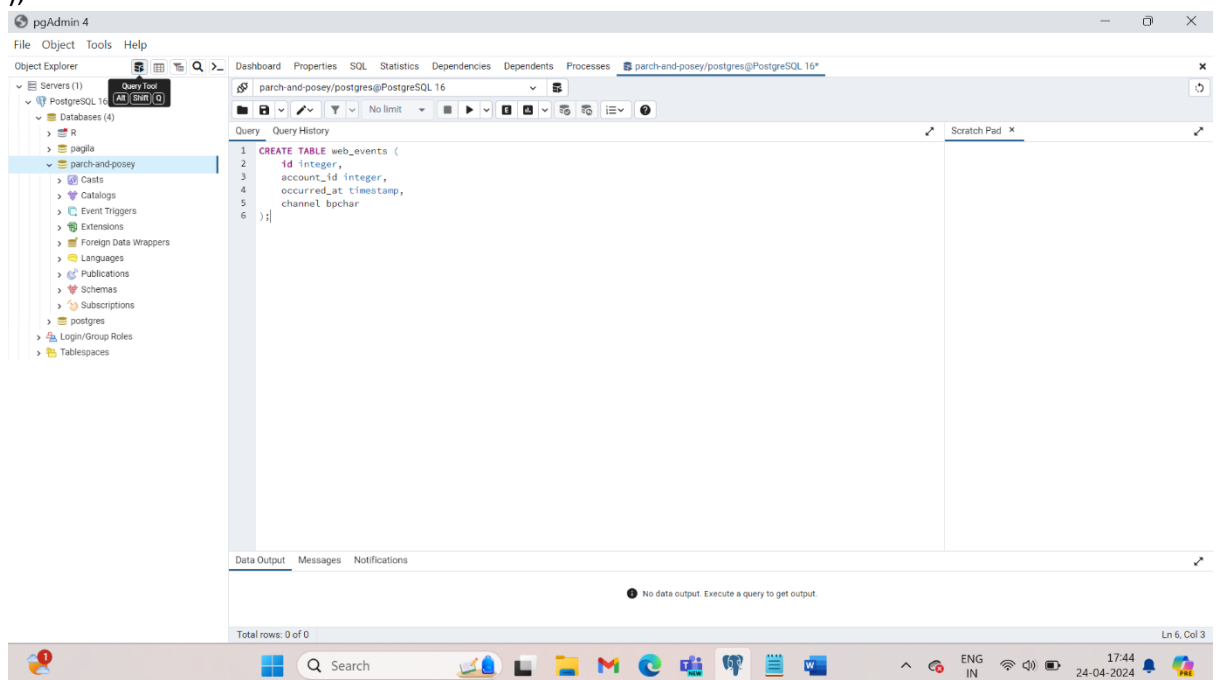 );
pgAdmin 4
File Object Tools Help
Object Explorer
Dashboard Properties SQL Statistics Dependencies Dependents Processes parch-and-posey/postgres@PostgreSQL 16*
Servers (1)
Query Tool
Alt Shift Q
parch-and-posey/postgres@PostgreSQL 16
PostgreSQL 16
Databases (4)
No limit
R
Query Query History
Scratch Pad
pagila
parch-and-posey
Casts
Catalogs
Event Triggers
Extensions
Foreign Data Wrappers
Languages
Publications
Schemas
Subscriptions
postgres
Login/Group Roles
Tablespaces
1 CREATE TABLE web_events (
2 id integer,
3 account_id integer,
4 occurred_at timestamp,
5 channel bpchar
6 );
Data Output Messages Notifications
No data output. Execute a query to get output.
Total rows: 0 of 0
Ln 6, Col 3
1
Search
NEW
ENG
IN
17:44
24-04-2024
PRE